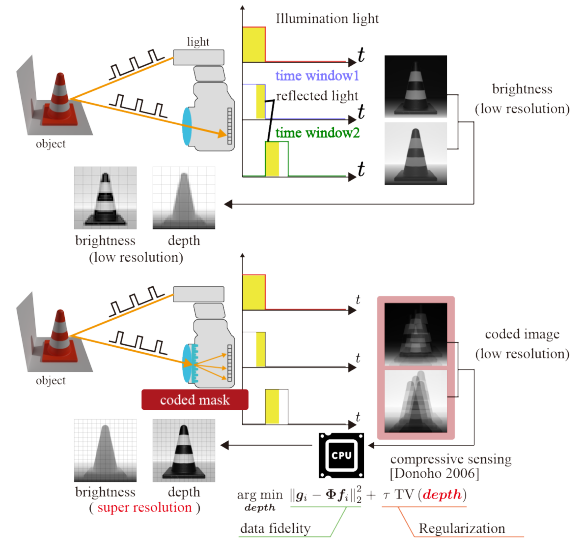 Illumination light
light
t
time window1
reflected light
t
time window2
t
object
brightness
(low resolution)
brightness
(low resolution)
depth
t
t
t
object
coded mask
coded image
(low resolution)
CPU
compressive sensing
[Donoho 2006]
brightness
( super resolution )
depth
arg min ‖g_i − Φf_i‖₂² + τ TV (depth)
depth
data fidelity
Regularization